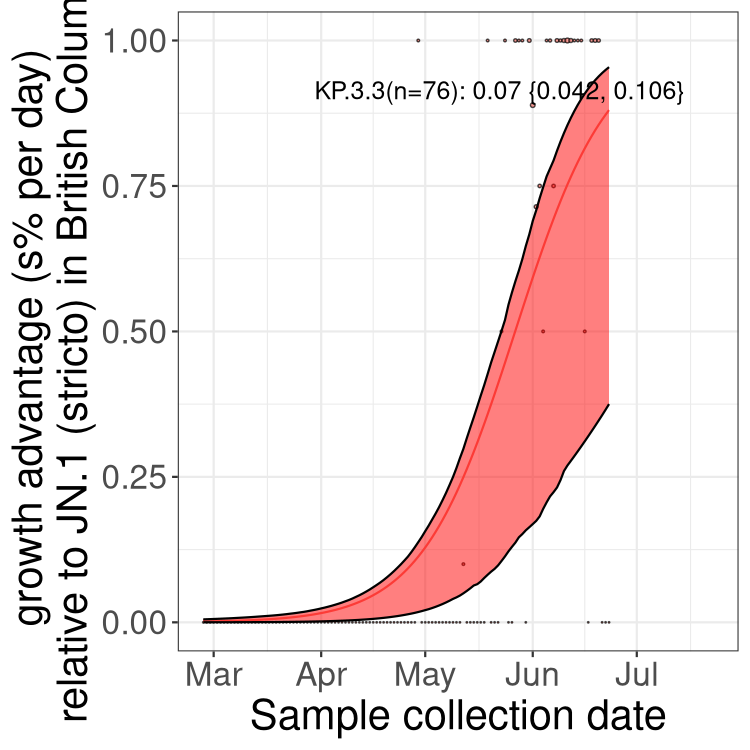 growth advantage (s% per day)
relative to JN.1 (stricto) in British Colum
1.00
0.75
0.50
0.25
0.00
KP.3.3(n=76): 0.07 {0.042, 0.106}
Mar Apr May Jun Jul
Sample collection date